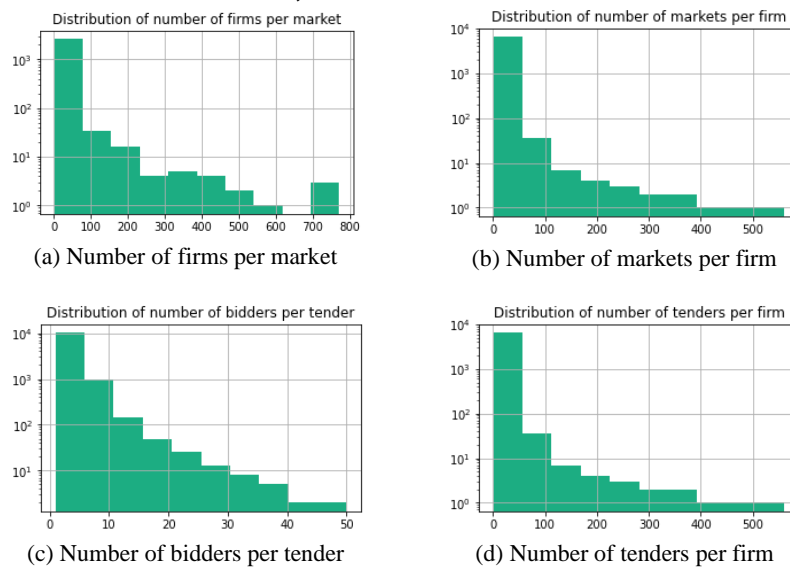 Distribution of number of firms per market
10³
10²
10¹
10⁰
0 100 200 300 400 500 600 700 800
(a) Number of firms per market
Distribution of number of markets per firm
10⁴
10³
10²
10¹
10⁰
0 100 200 300 400 500
(b) Number of markets per firm
Distribution of number of bidders per tender
10⁴
10³
10²
10¹
0 10 20 30 40 50
(c) Number of bidders per tender
Distribution of number of tenders per firm
10⁴
10³
10²
10¹
10⁰
0 100 200 300 400 500
(d) Number of tenders per firm